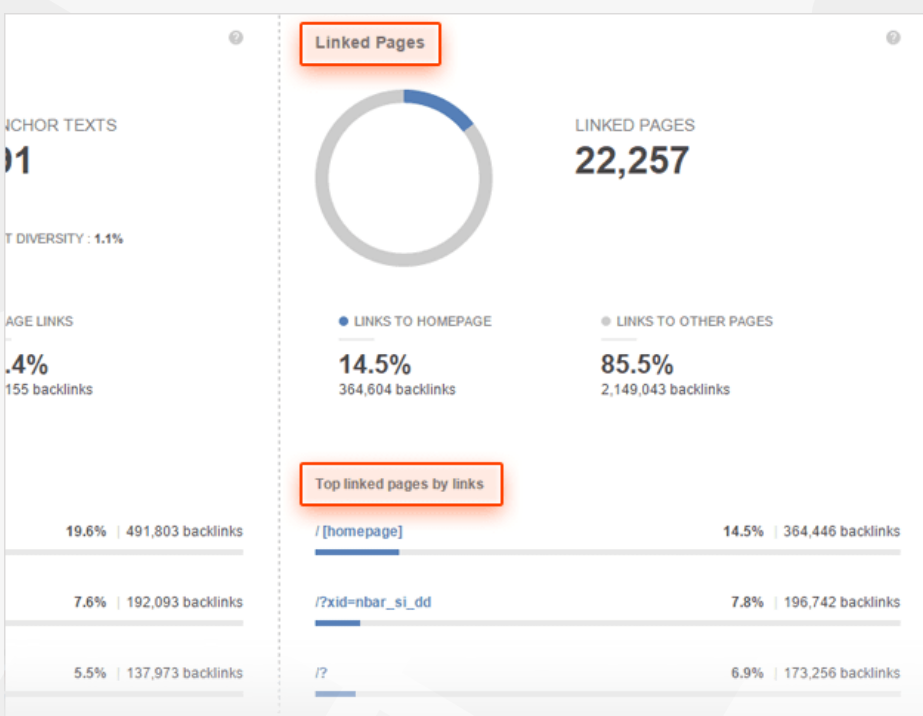 Linked Pages
NCHOR TEXTS
91
T DIVERSITY : 1.1%
AGE LINKS
.4%
155 backlinks
19.6% | 491,803 backlinks
7.6% | 192,093 backlinks
5.5% | 137,973 backlinks
LINKED PAGES
22,257
LINKS TO HOMEPAGE
14.5%
364,604 backlinks
LINKS TO OTHER PAGES
85.5%
2,149,043 backlinks
Top linked pages by links
/ [homepage] 14.5% | 364,446 backlinks
/?xid=nbar_si_dd 7.8% | 196,742 backlinks
/? 6.9% | 173,256 backlinks